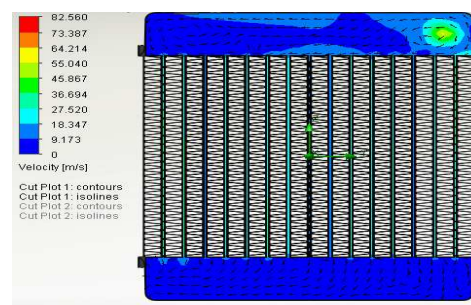 82.560
73.387
64.214
55.040
45.867
36.694
27.520
18.347
9.173
0
Velocity [m/s]
Cut Plot 1: contours
Cut Plot 1: isolines
Cut Plot 2: contours
Cut Plot 2: isolines